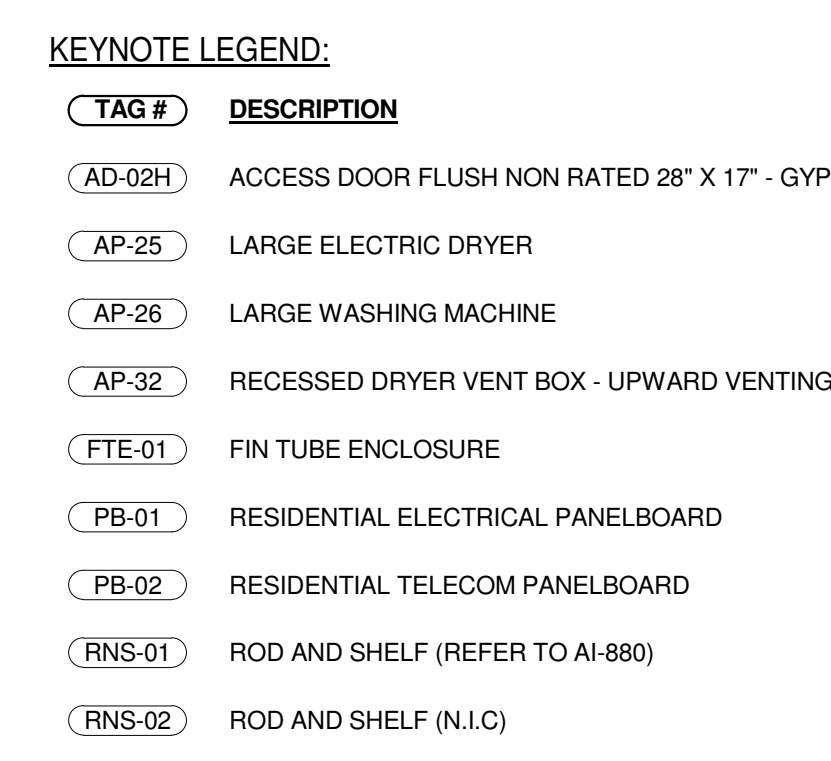 KEYNOTE LEGEND:
TAG # DESCRIPTION
AD-02H ACCESS DOOR FLUSH NON RATED 28" X 17" - GYP
AP-25 LARGE ELECTRIC DRYER
AP-26 LARGE WASHING MACHINE
AP-32 RECESSED DRYER VENT BOX - UPWARD VENTING
FTE-01 FIN TUBE ENCLOSURE
PB-01 RESIDENTIAL ELECTRICAL PANELBOARD
PB-02 RESIDENTIAL TELECOM PANELBOARD
RNS-01 ROD AND SHELF (REFER TO AI-880)
RNS-02 ROD AND SHELF (N.I.C)